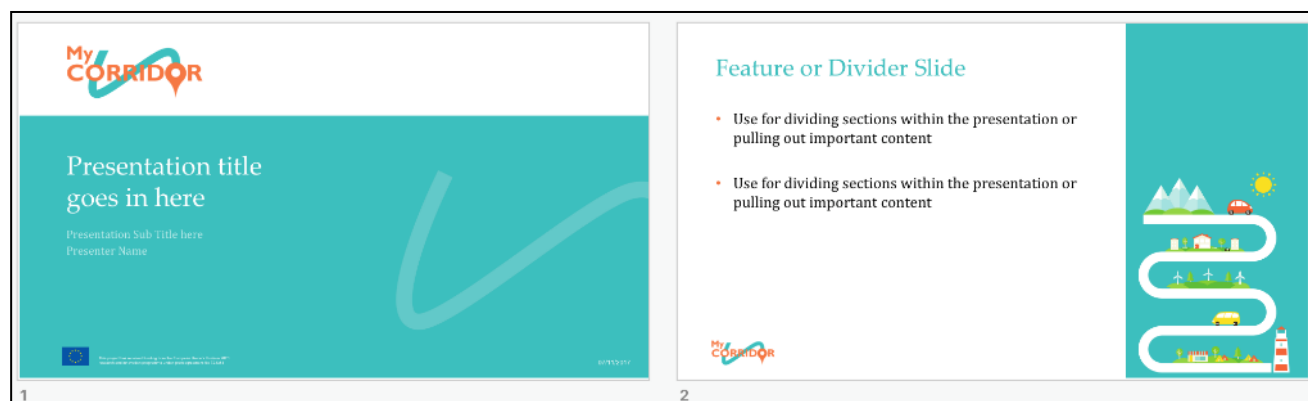 My
CORRIDOR
Presentation title
goes in here
Presentation Sub Title here
Presenter Name
1
Feature or Divider Slide
• Use for dividing sections within the presentation or
pulling out important content
• Use for dividing sections within the presentation or
pulling out important content
My
CORRIDOR
2